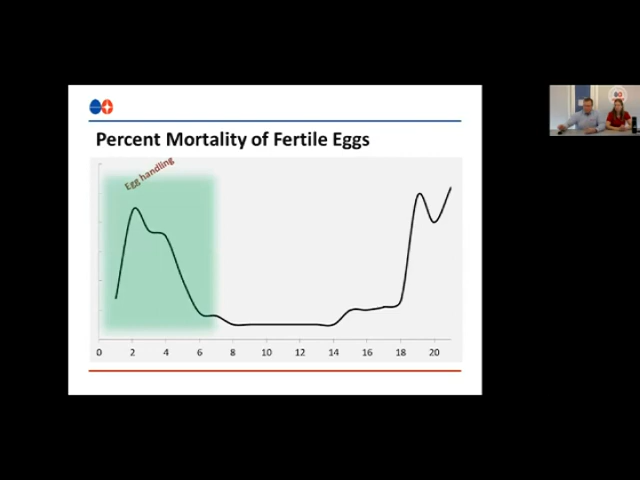 Percent Mortality of Fertile Eggs
Egg handling
0 2 4 6 8 10 12 14 16 18 20